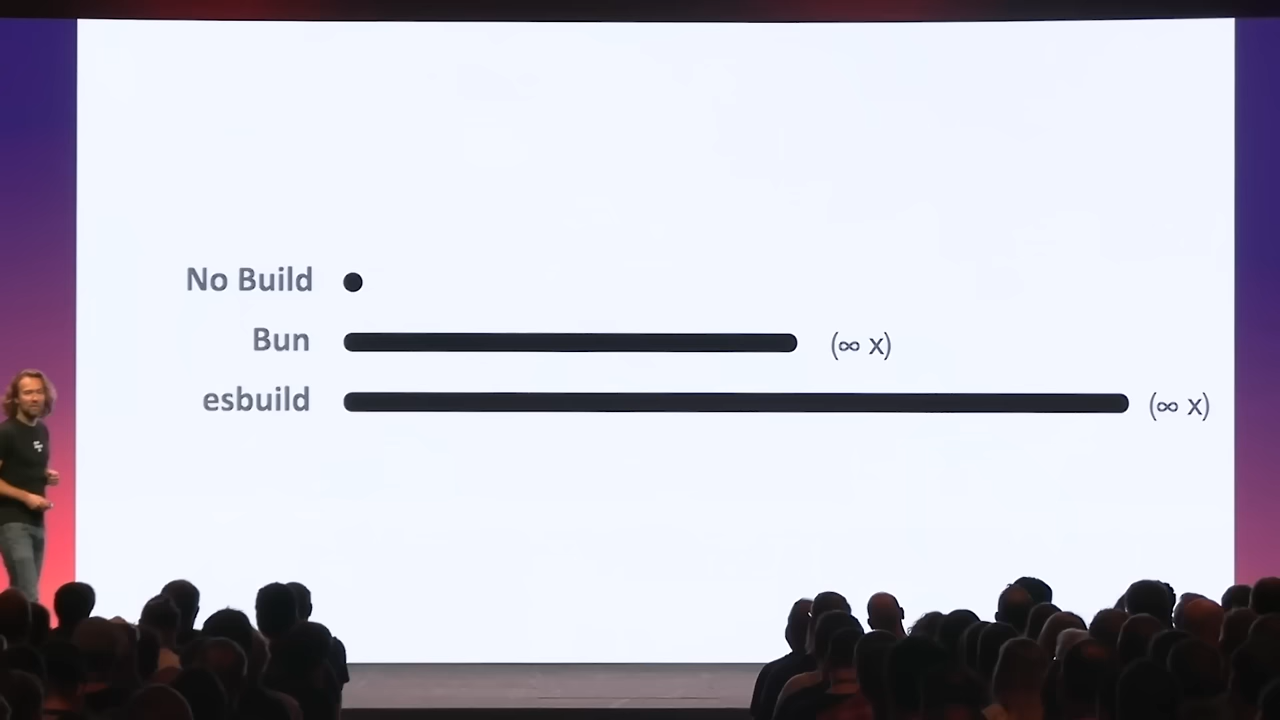 No Build
Bun (∞ x)
esbuild (∞ x)